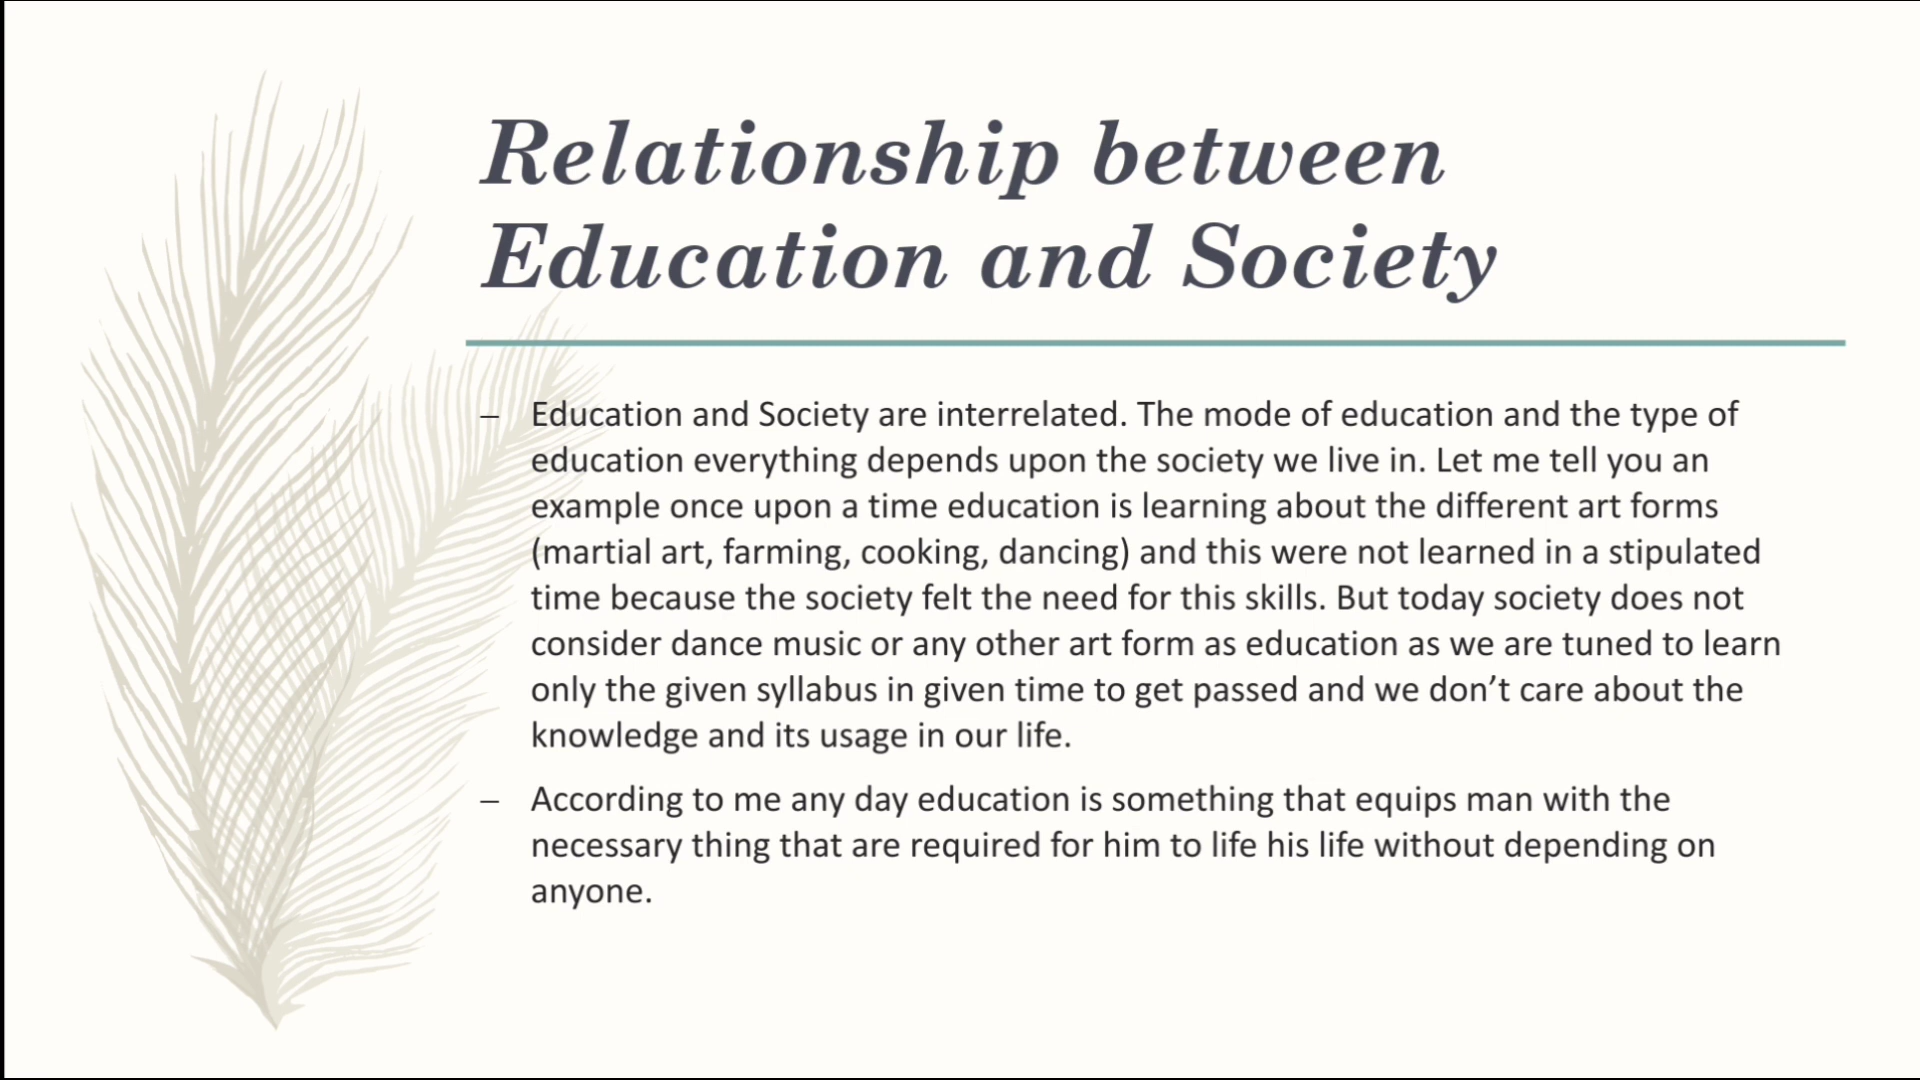 Relationship between
Education and Society
– Education and Society are interrelated. The mode of education and the type of
education everything depends upon the society we live in. Let me tell you an
example once upon a time education is learning about the different art forms
(martial art, farming, cooking, dancing) and this were not learned in a stipulated
time because the society felt the need for this skills. But today society does not
consider dance music or any other art form as education as we are tuned to learn
only the given syllabus in given time to get passed and we don’t care about the
knowledge and its usage in our life.
– According to me any day education is something that equips man with the
necessary thing that are required for him to life his life without depending on
anyone.